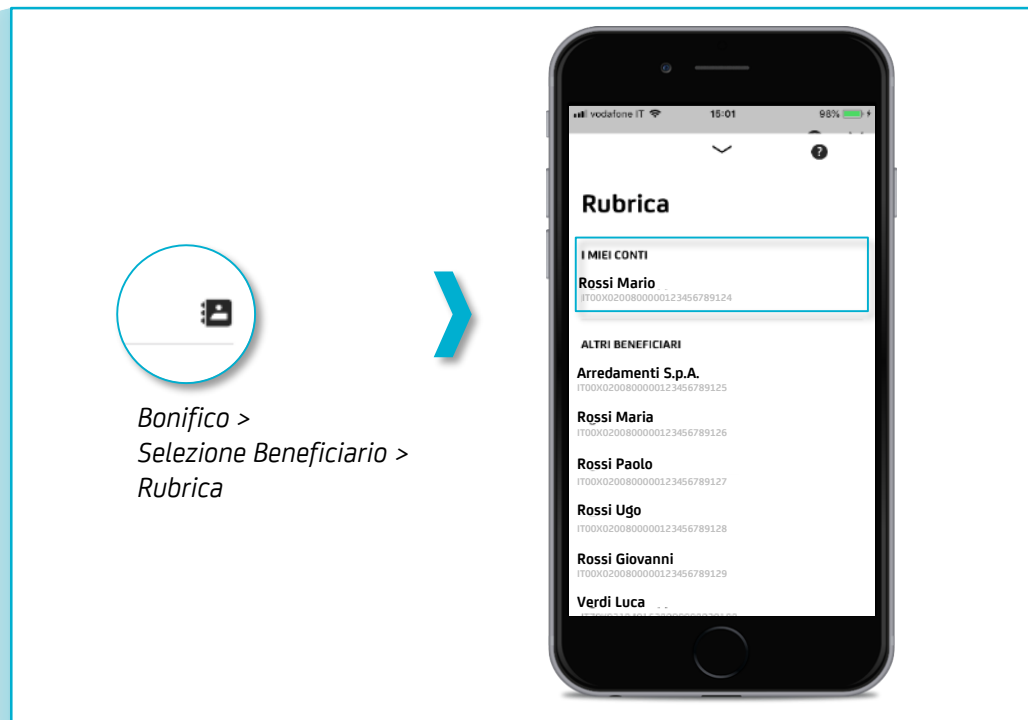 Bonifico >
Selezione Beneficiario >
Rubrica
vodafone IT 15:01 98%
?
Rubrica
I MIEI CONTI
Rossi Mario
IT00X0200800000123456789124
ALTRI BENEFICIARI
Arredamenti S.p.A.
IT00X0200800000123456789125
Rossi Maria
IT00X0200800000123456789126
Rossi Paolo
IT00X0200800000123456789127
Rossi Ugo
IT00X0200800000123456789128
Rossi Giovanni
IT00X0200800000123456789129
Verdi Luca